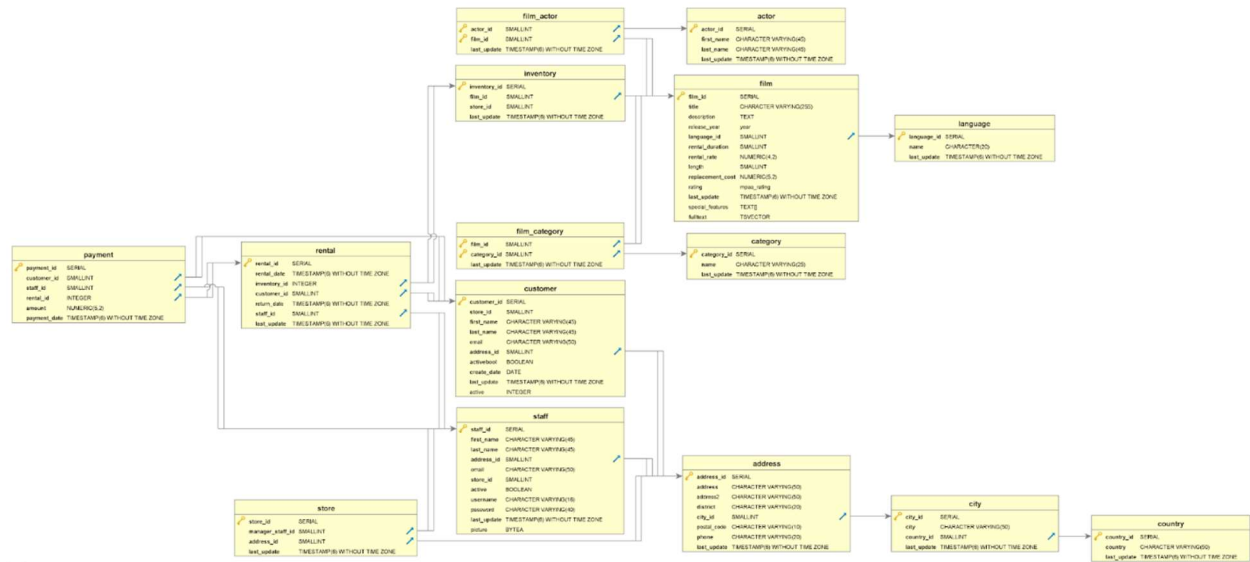 film_actor
actor_id SMALLINT
film_id SMALLINT
last_update TIMESTAMP(6) WITHOUT TIME ZONE
actor
actor_id SERIAL
first_name CHARACTER VARYING(45)
last_name CHARACTER VARYING(45)
last_update TIMESTAMP(6) WITHOUT TIME ZONE
inventory
inventory_id SERIAL
film_id SMALLINT
store_id SMALLINT
last_update TIMESTAMP(6) WITHOUT TIME ZONE
film
film_id SERIAL
title CHARACTER VARYING(255)
description TEXT
release_year year
language_id SMALLINT
rental_duration SMALLINT
rental_rate NUMERIC(4,2)
length SMALLINT
replacement_cost NUMERIC(5,2)
rating mpaa_rating
last_update TIMESTAMP(6) WITHOUT TIME ZONE
special_features TEXT[]
fulltext TSVECTOR
language
language_id SERIAL
name CHARACTER(20)
last_update TIMESTAMP(6) WITHOUT TIME ZONE
film_category
film_id SMALLINT
category_id SMALLINT
last_update TIMESTAMP(6) WITHOUT TIME ZONE
category
category_id SERIAL
name CHARACTER VARYING(25)
last_update TIMESTAMP(6) WITHOUT TIME ZONE
payment
payment_id SERIAL
customer_id SMALLINT
staff_id SMALLINT
rental_id INTEGER
amount NUMERIC(5,2)
payment_date TIMESTAMP(6) WITHOUT TIME ZONE
rental
rental_id SERIAL
rental_date TIMESTAMP(6) WITHOUT TIME ZONE
inventory_id INTEGER
customer_id SMALLINT
return_date TIMESTAMP(6) WITHOUT TIME ZONE
staff_id SMALLINT
last_update TIMESTAMP(6) WITHOUT TIME ZONE
customer
customer_id SERIAL
store_id SMALLINT
first_name CHARACTER VARYING(45)
last_name CHARACTER VARYING(45)
email CHARACTER VARYING(50)
address_id SMALLINT
activebool BOOLEAN
create_date DATE
last_update TIMESTAMP(6) WITHOUT TIME ZONE
active INTEGER
staff
staff_id SERIAL
first_name CHARACTER VARYING(45)
last_name CHARACTER VARYING(45)
address_id SMALLINT
email CHARACTER VARYING(50)
store_id SMALLINT
active BOOLEAN
username CHARACTER VARYING(16)
password CHARACTER VARYING(40)
last_update TIMESTAMP(6) WITHOUT TIME ZONE
picture BYTEA
store
store_id SERIAL
manager_staff_id SMALLINT
address_id SMALLINT
last_update TIMESTAMP(6) WITHOUT TIME ZONE
address
address_id SERIAL
address CHARACTER VARYING(50)
address2 CHARACTER VARYING(50)
district CHARACTER VARYING(20)
city_id SMALLINT
postal_code CHARACTER VARYING(10)
phone CHARACTER VARYING(20)
last_update TIMESTAMP(6) WITHOUT TIME ZONE
city
city_id SERIAL
city CHARACTER VARYING(50)
country_id SMALLINT
last_update TIMESTAMP(6) WITHOUT TIME ZONE
country
country_id SERIAL
country CHARACTER VARYING(50)
last_update TIMESTAMP(6) WITHOUT TIME ZONE